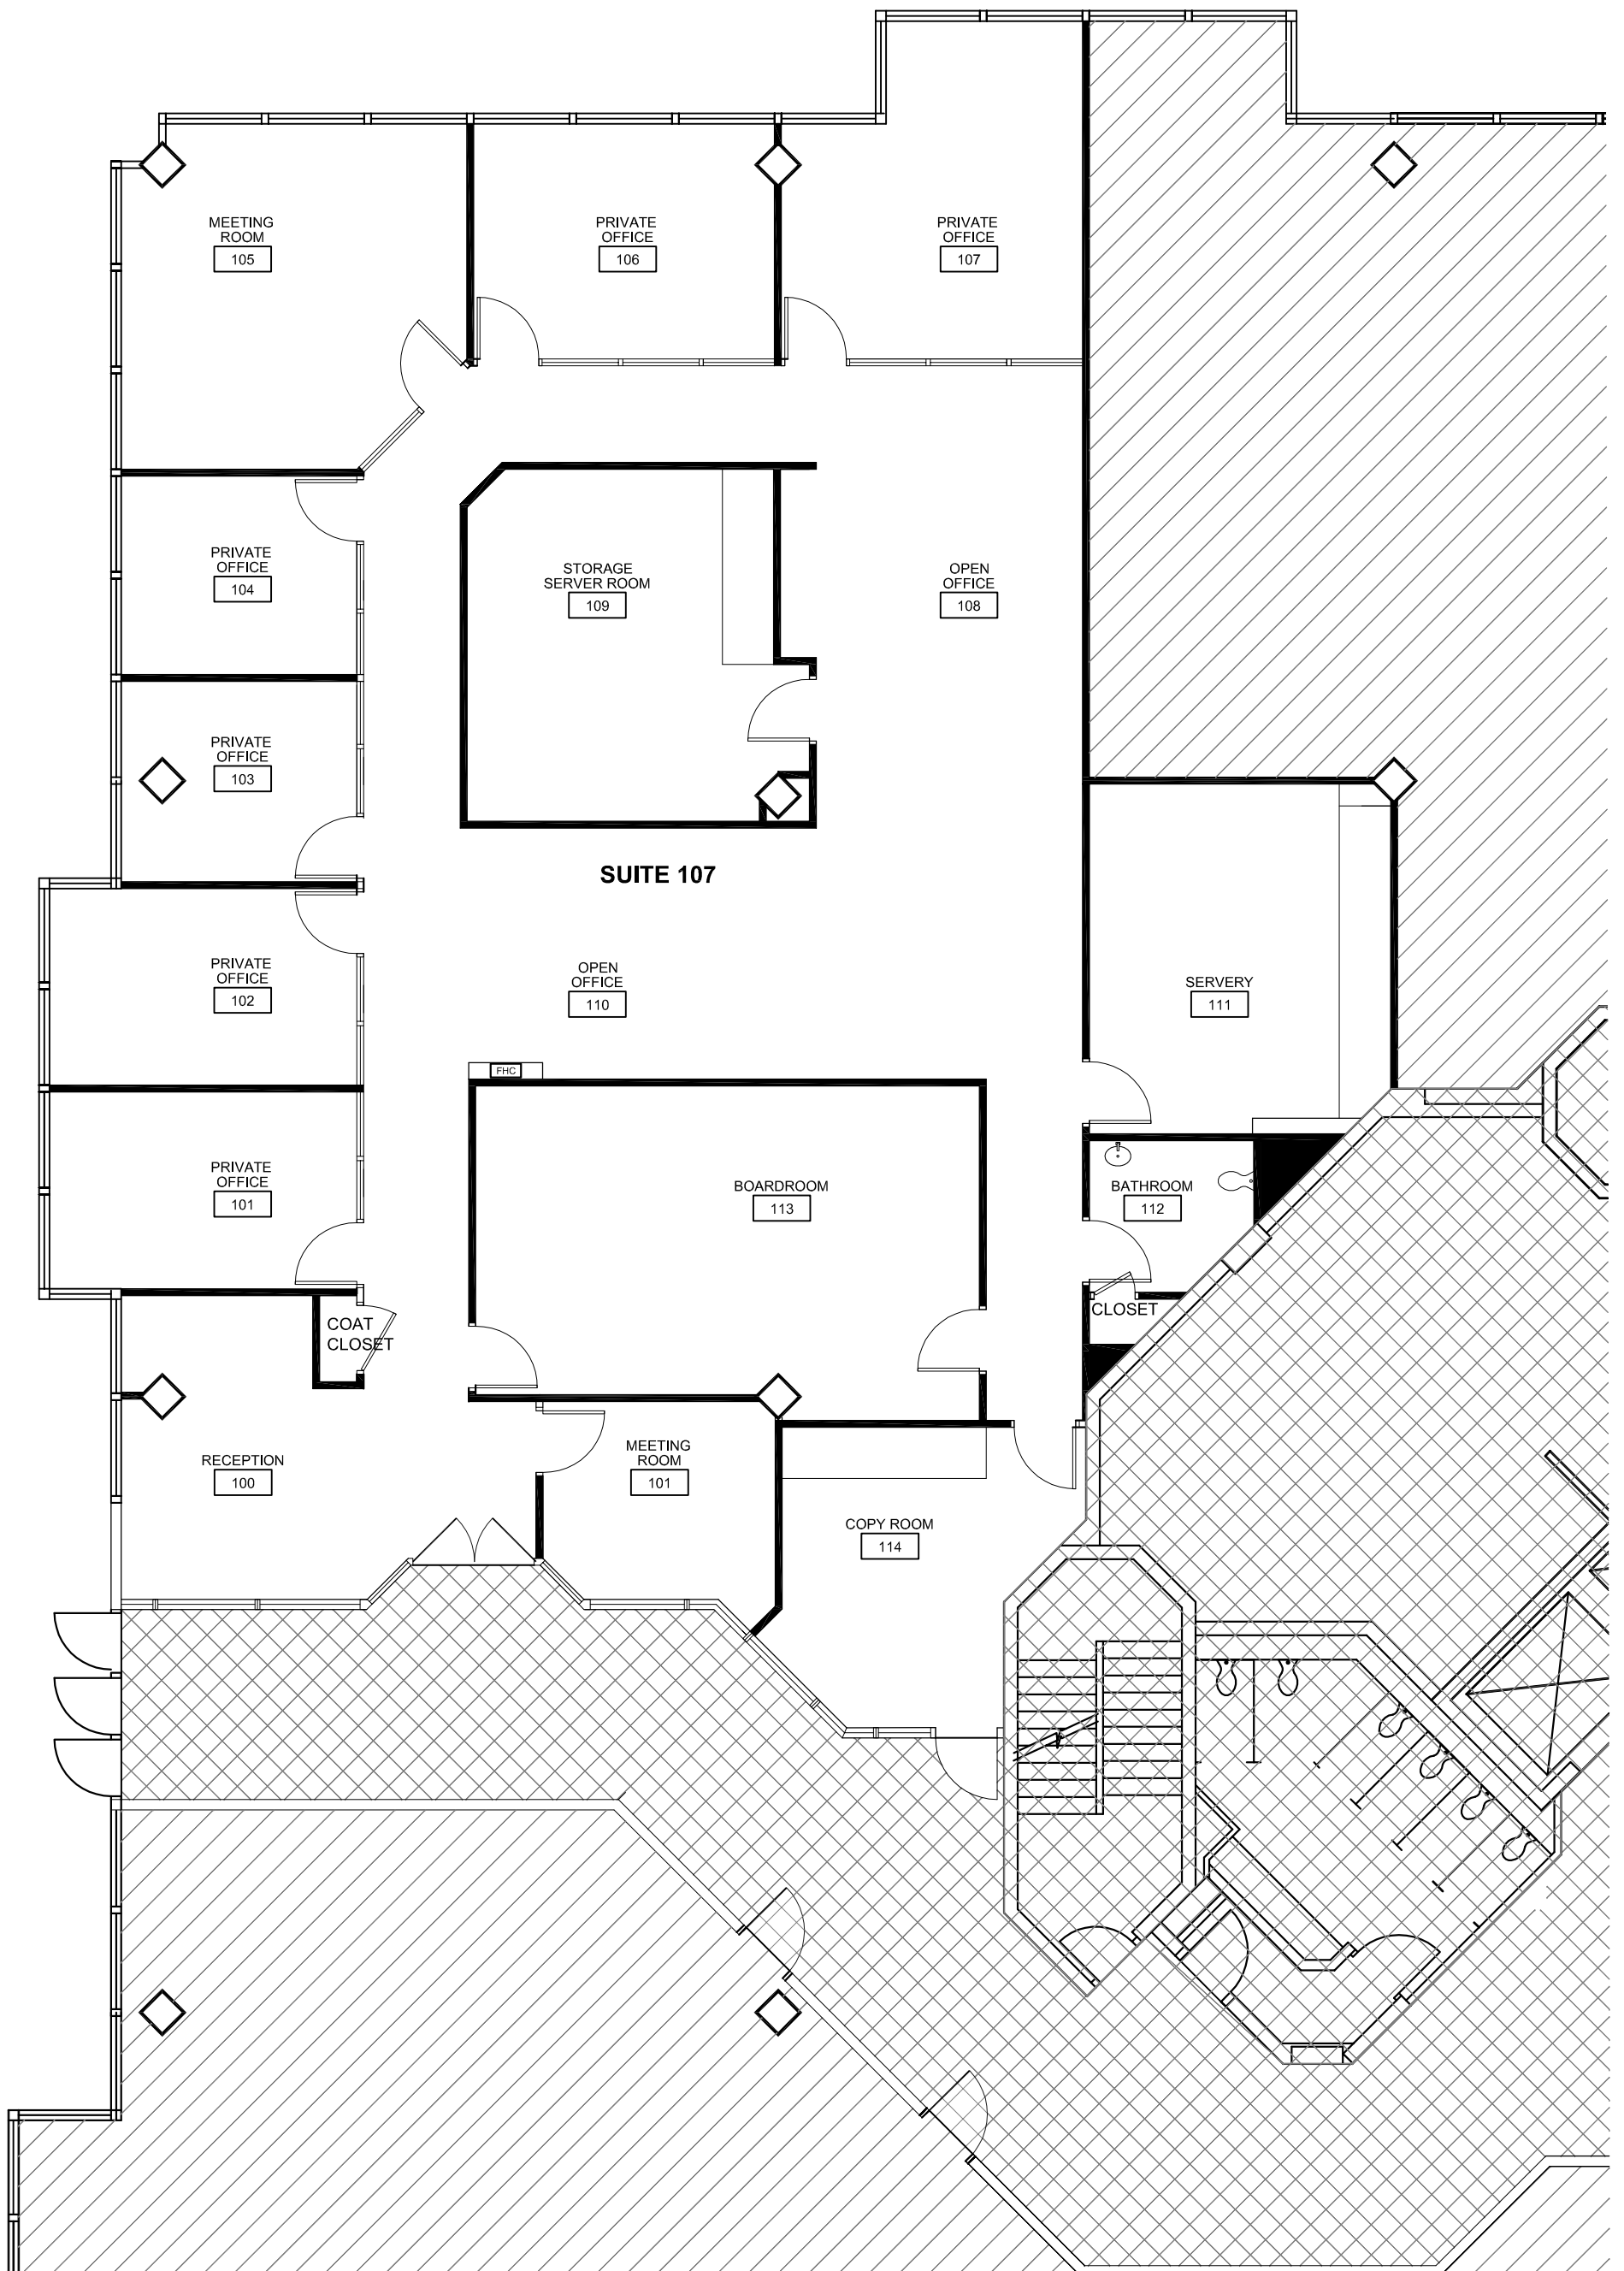 MEETING
ROOM
105
PRIVATE
OFFICE
106
PRIVATE
OFFICE
107
PRIVATE
OFFICE
104
STORAGE
SERVER ROOM
109
OPEN
OFFICE
108
PRIVATE
OFFICE
103
SUITE 107
PRIVATE
OFFICE
102
OPEN
OFFICE
110
SERVERY
111
FHC
PRIVATE
OFFICE
101
BOARDROOM
113
BATHROOM
112
COAT
CLOSET
CLOSET
RECEPTION
100
MEETING
ROOM
101
COPY ROOM
114